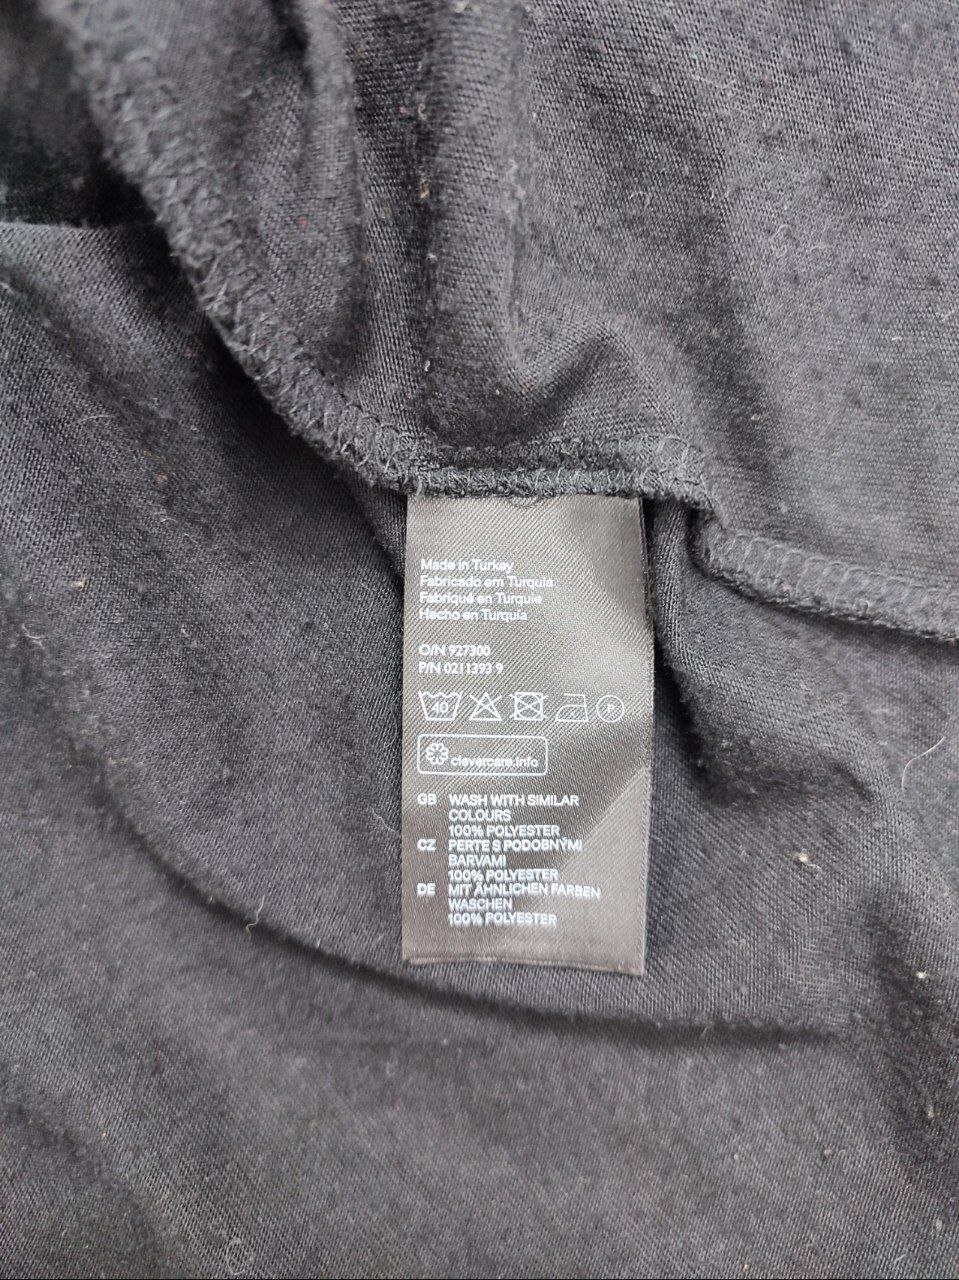 Made in Turkey
Fabricado em Turquia
Fabriqué en Turquie
Hecho en Turquía
O/N 927300
P/N 0211393 9
40 P
clevercare.info
GB WASH WITH SIMILAR
COLOURS
100% POLYESTER
CZ PERTE S PODOBNÝMI
BARVAMI
100% POLYESTER
DE MIT ÄHNLICHEN FARBEN
WASCHEN
100% POLYESTER